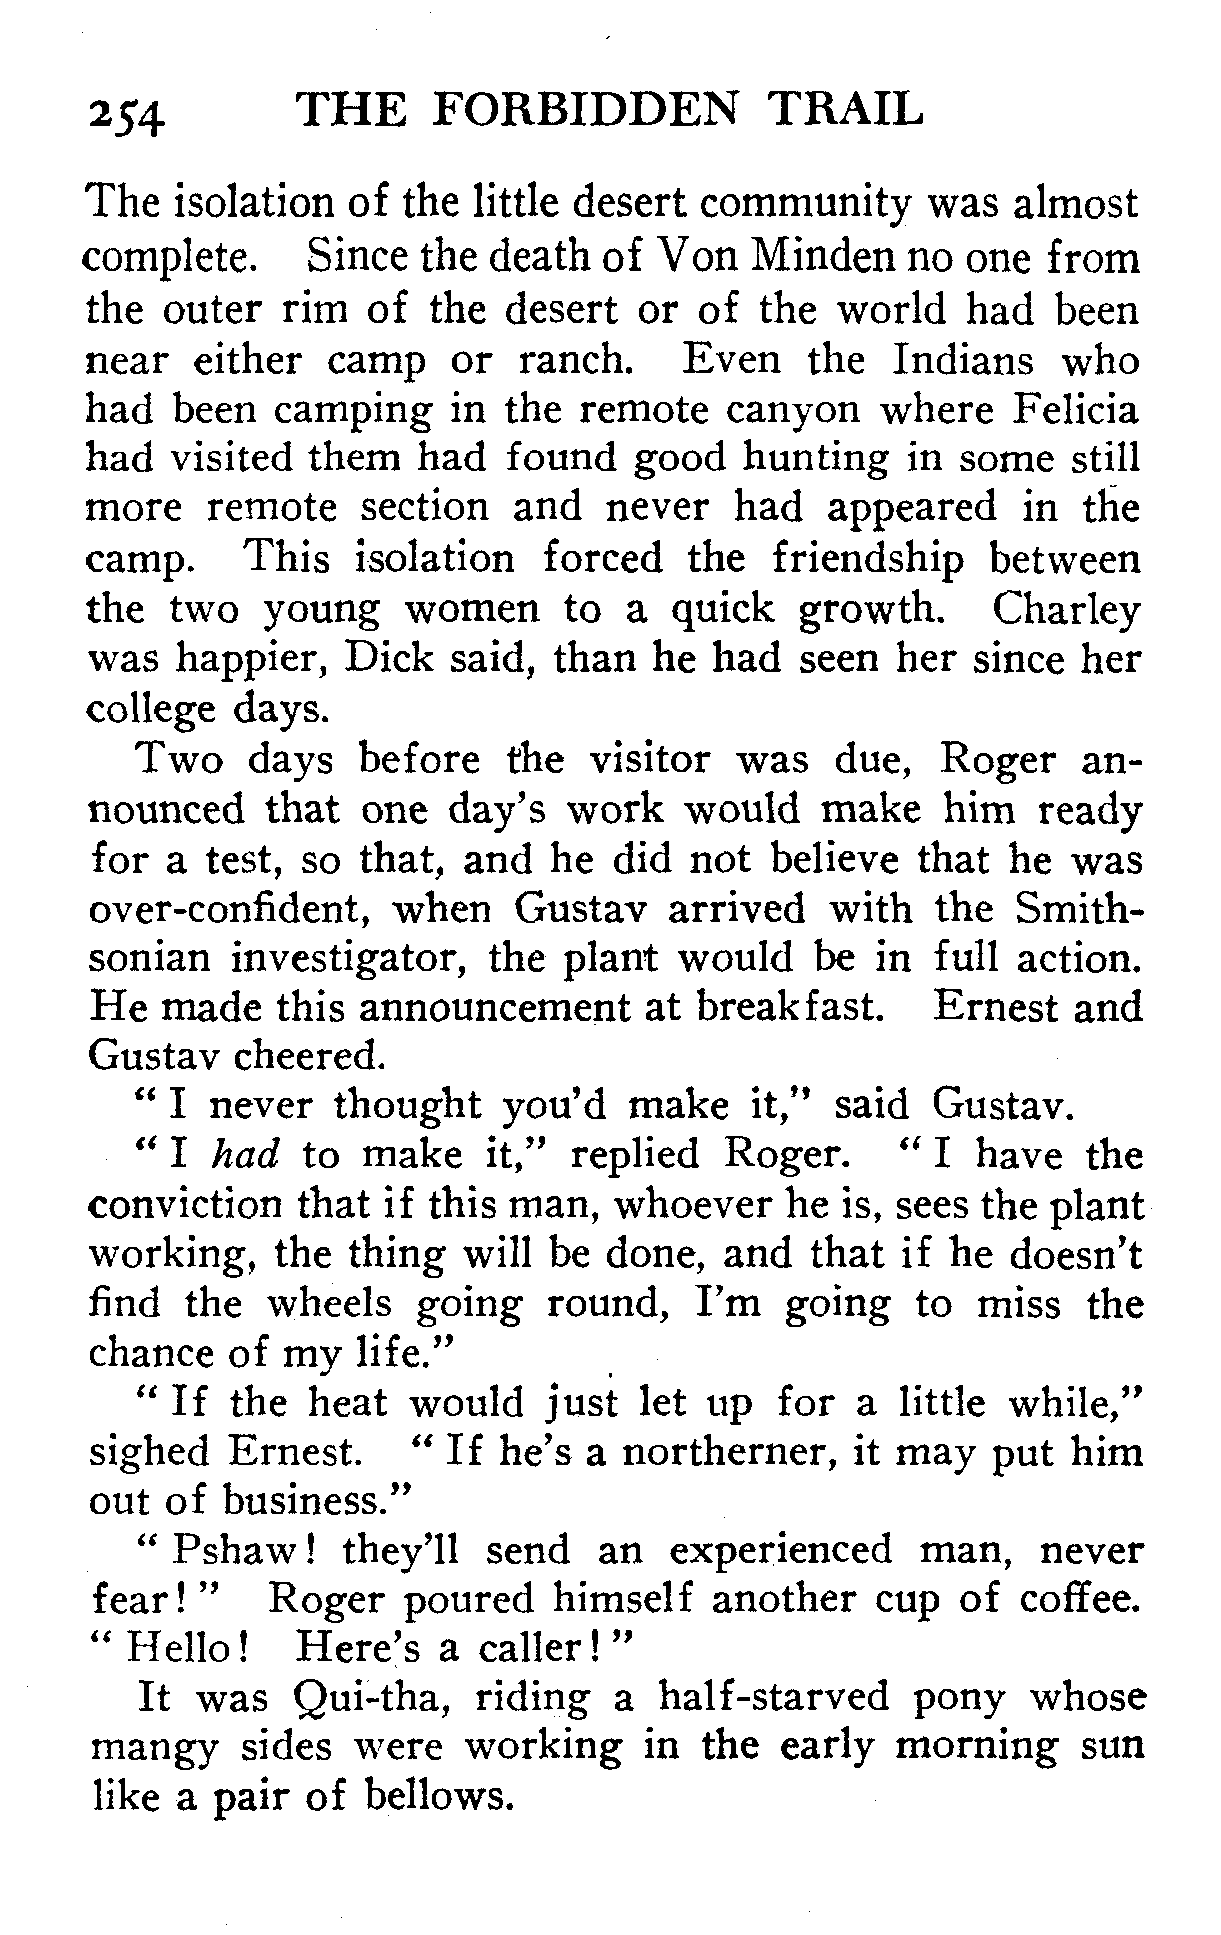 254 THE FORBIDDEN TRAIL
The isolation of the little desert community was almost
complete. Since the death of Von Minden no one from
the outer rim of the desert or of the world had been
near either camp or ranch. Even the Indians who
had been camping in the remote canyon where Felicia
had visited them had found good hunting in some still
more remote section and never had appeared in the
camp. This isolation forced the friendship between
the two young women to a quick growth. Charley
was happier, Dick said, than he had seen her since her
college days.
Two days before the visitor was due, Roger an-
nounced that one day's work would make him ready
for a test, so that, and he did not believe that he was
over-confident, when Gustav arrived with the Smith-
sonian investigator, the plant would be in full action.
He made this announcement at breakfast. Ernest and
Gustav cheered.
" I never thought you'd make it," said Gustav.
" I had to make it," replied Roger. " I have the
conviction that if this man, whoever he is, sees the plant
working, the thing will be done, and that if he doesn't
find the wheels going round, I'm going to miss the
chance of my life."
" If the heat would just let up for a little while,"
sighed Ernest. " If he's a northerner, it may put him
out of business."
" Pshaw! they'll send an experienced man, never
fear! " Roger poured himself another cup of coffee.
" Hello! Here's a caller! "
It was Qui-tha, riding a half-starved pony whose
mangy sides were working in the early morning sun
like a pair of bellows.